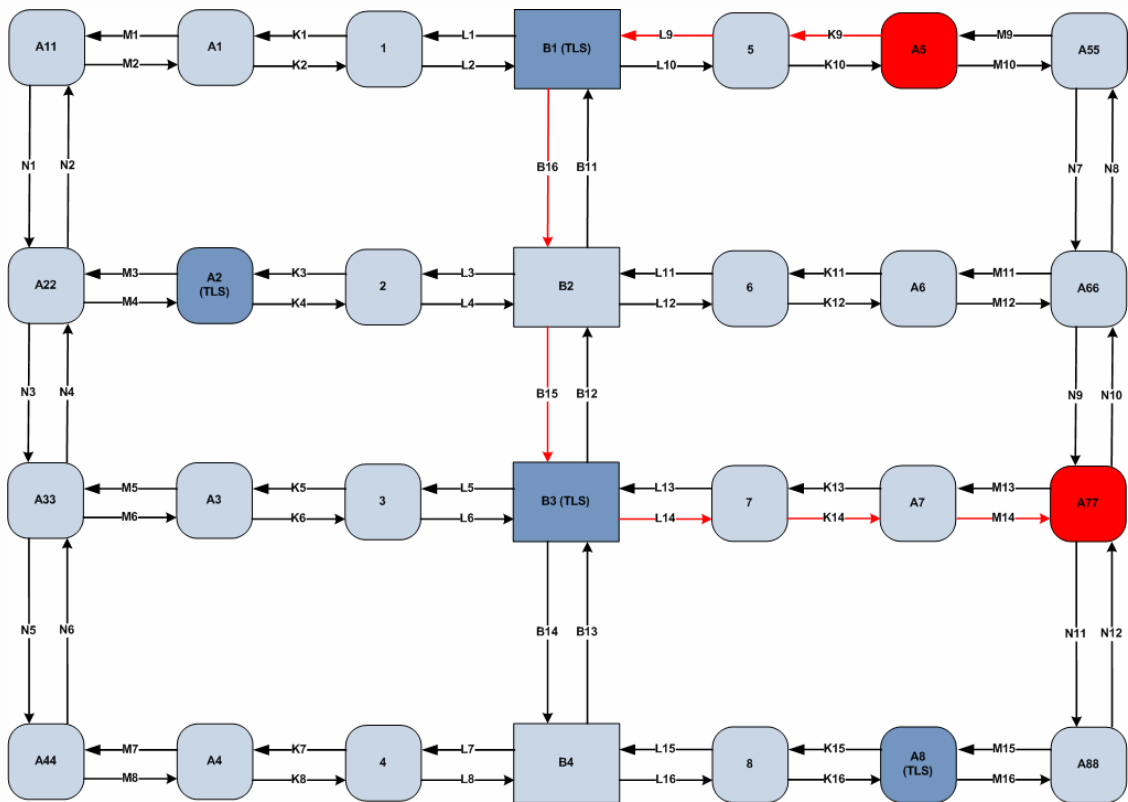 A11
M1
M2
A1
K1
K2
1
L1
L2
B1 (TLS)
L9
L10
5
K9
K10
A5
M9
M10
A55
N1
N2
B16
B11
N7
N8
A22
M3
M4
A2
(TLS)
K3
K4
2
L3
L4
B2
L11
L12
6
K11
K12
A6
M11
M12
A66
N3
N4
B15
B12
N9
N10
A33
M5
M6
A3
K5
K6
3
L5
L6
B3 (TLS)
L13
L14
7
K13
K14
A7
M13
M14
A77
N5
N6
B14
B13
N11
N12
A44
M7
M8
A4
K7
K8
4
L7
L8
B4
L15
L16
8
K15
K16
A8
(TLS)
M15
M16
A88